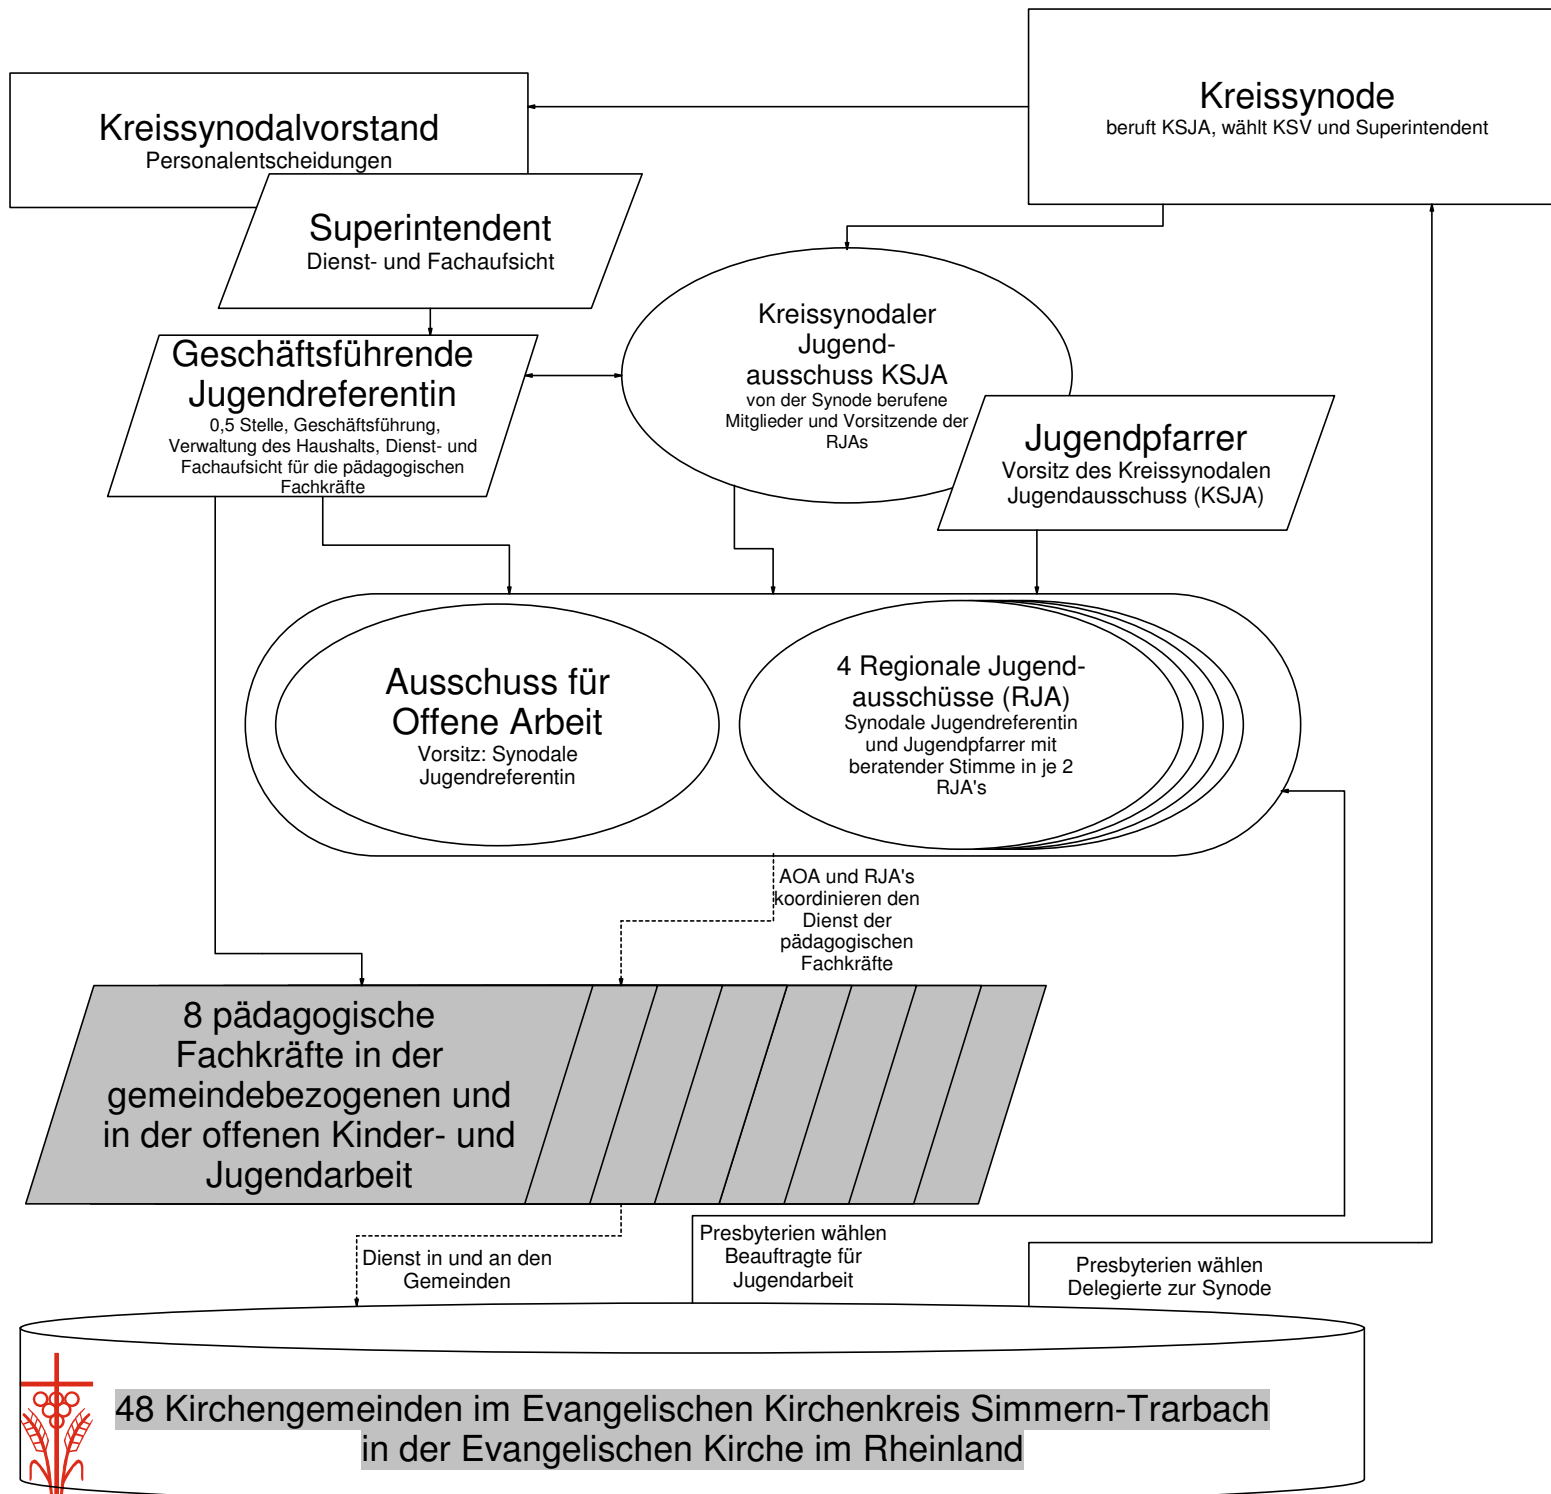 Kreissynode
beruft KSJA, wählt KSV und Superintendent
Kreissynodalvorstand
Personalentscheidungen
Superintendent
Dienst- und Fachaufsicht
Kreissynodaler
Jugend-
ausschuss KSJA
von der Synode berufene
Mitglieder und Vorsitzende der
RJAs
Geschäftsführende
Jugendreferentin
0,5 Stelle, Geschäftsführung,
Verwaltung des Haushalts, Dienst- und
Fachaufsicht für die pädagogischen
Fachkräfte
Jugendpfarrer
Vorsitz des Kreissynodalen
Jugendausschuss (KSJA)
Ausschuss für
Offene Arbeit
Vorsitz: Synodale
Jugendreferentin
4 Regionale Jugend-
ausschüsse (RJA)
Synodale Jugendreferentin
und Jugendpfarrer mit
beratender Stimme in je 2
RJA's
AOA und RJA's
koordinieren den
Dienst der
pädagogischen
Fachkräfte
8 pädagogische
Fachkräfte in der
gemeindebezogenen und
in der offenen Kinder- und
Jugendarbeit
Dienst in und an den
Gemeinden
Presbyterien wählen
Beauftragte für
Jugendarbeit
Presbyterien wählen
Delegierte zur Synode
48 Kirchengemeinden im Evangelischen Kirchenkreis Simmern-Trarbach
in der Evangelischen Kirche im Rheinland